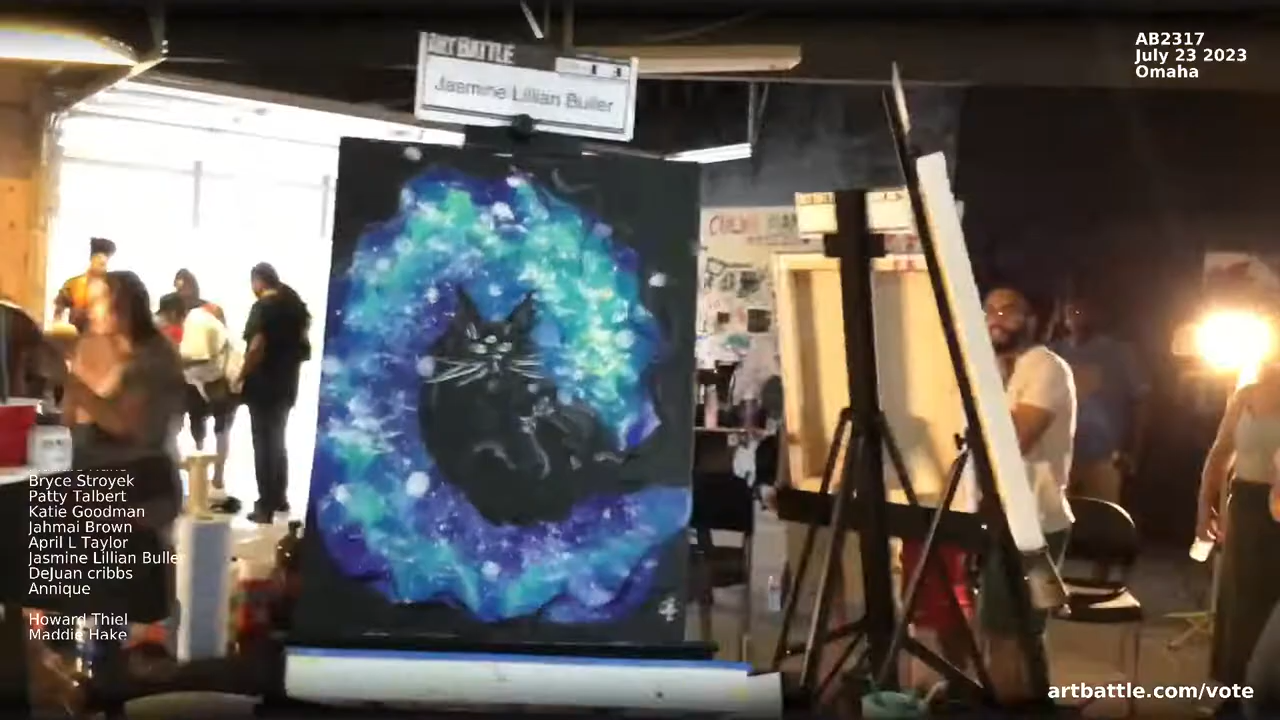 AB2317
July 23 2023
Omaha
ART BATTLE
Jasmine Lillian Buller
Bryce Stroyek
Patty Talbert
Katie Goodman
Jahmai Brown
April L Taylor
Jasmine Lillian Buller
DeJuan cribbs
Annique
Howard Thiel
Maddie Hake
artbattle.com/vote